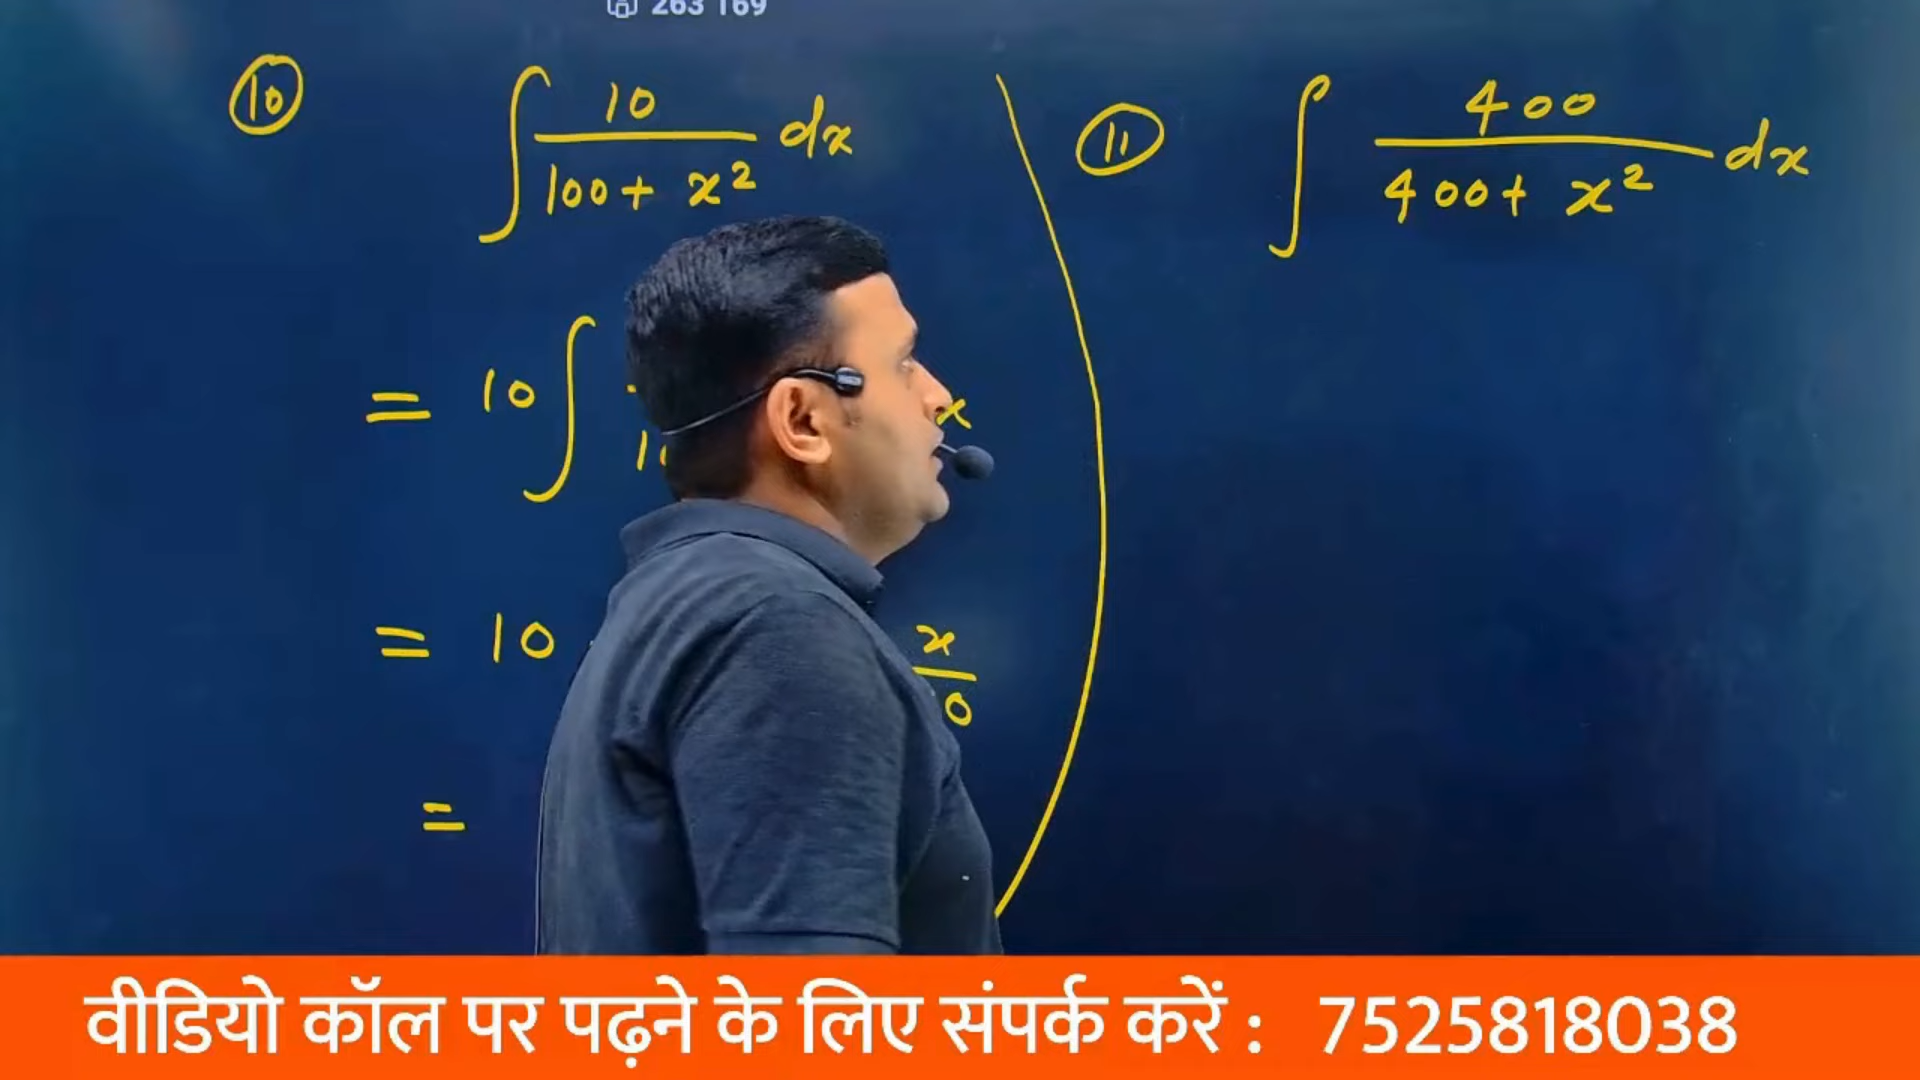 263 169
⑩ ∫ 10/(100 + x²) dx
= 10 ∫ x
= 10 x/0
=
⑪ ∫ 400/(400 + x²) dx
वीडियो कॉल पर पढ़ने के लिए संपर्क करें : 7525818038